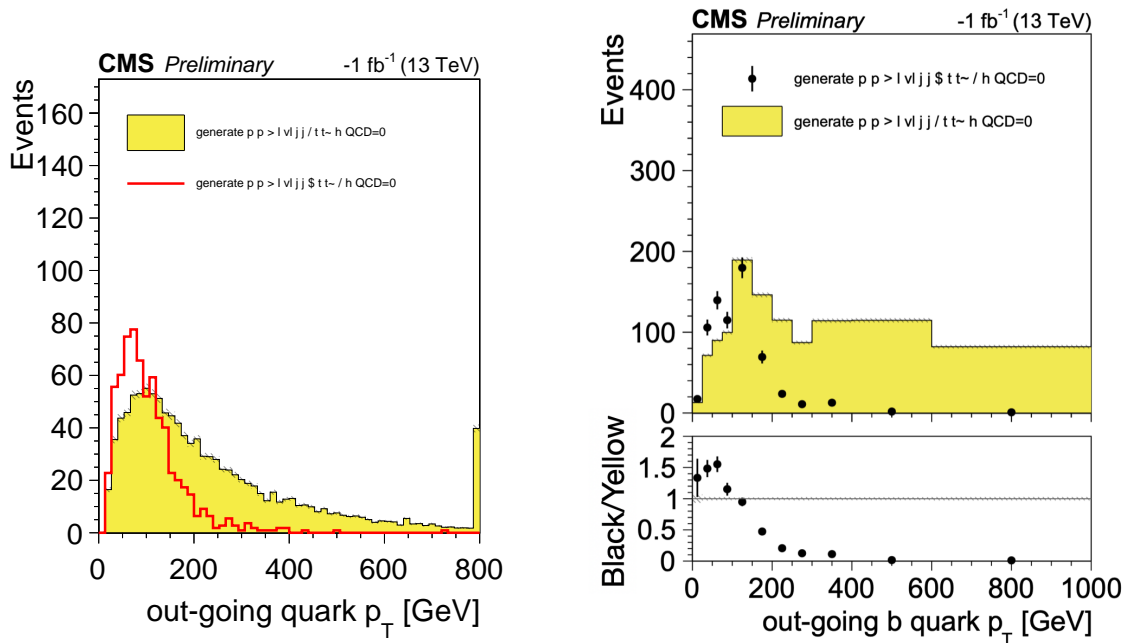 CMS Preliminary -1 fb-1 (13 TeV)
Events
160
140
120
100
80
60
40
20
0
generate p p > l vl j j / t t~ h QCD=0
generate p p > l vl j j $ t t~ / h QCD=0
0 200 400 600 800
out-going quark pT [GeV]
CMS Preliminary -1 fb-1 (13 TeV)
Events
400
300
200
100
0
generate p p > l vl j j $ t t~ / h QCD=0
generate p p > l vl j j / t t~ h QCD=0
Black/Yellow
2
1.5
1
0.5
0
0 200 400 600 800 1000
out-going b quark pT [GeV]